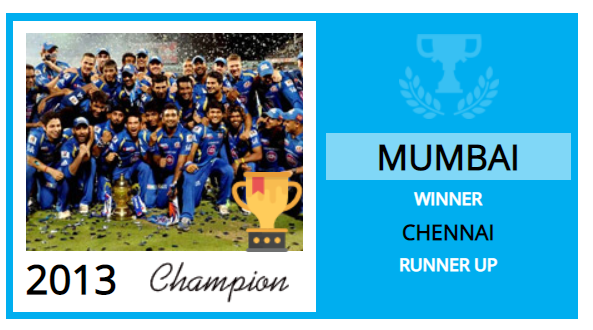 2013 Champion
MUMBAI
WINNER
CHENNAI
RUNNER UP